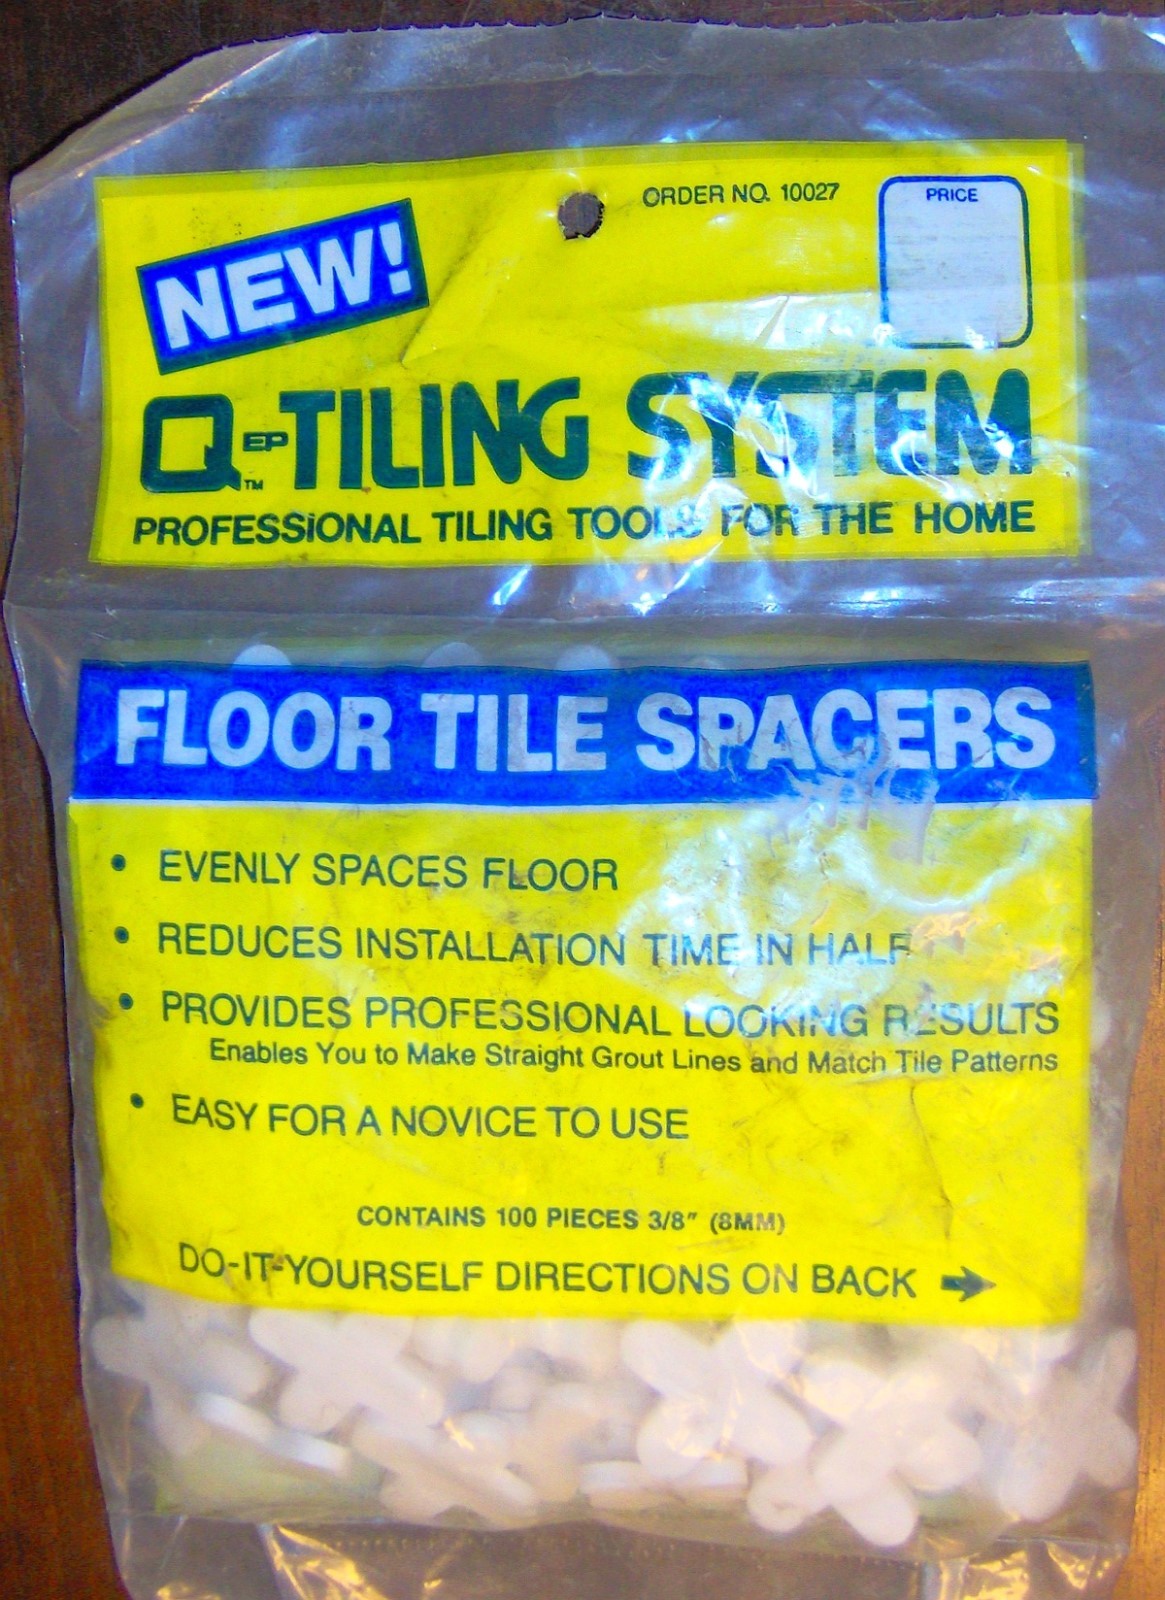 ORDER NO. 10027
PRICE
NEW!
QEP™-TILING SYSTEM
PROFESSIONAL TILING TOOLS FOR THE HOME
FLOOR TILE SPACERS
• EVENLY SPACES FLOOR
• REDUCES INSTALLATION TIME IN HALF
• PROVIDES PROFESSIONAL LOOKING RESULTS
Enables You to Make Straight Grout Lines and Match Tile Patterns
• EASY FOR A NOVICE TO USE
CONTAINS 100 PIECES 3/8" (8MM)
DO-IT-YOURSELF DIRECTIONS ON BACK